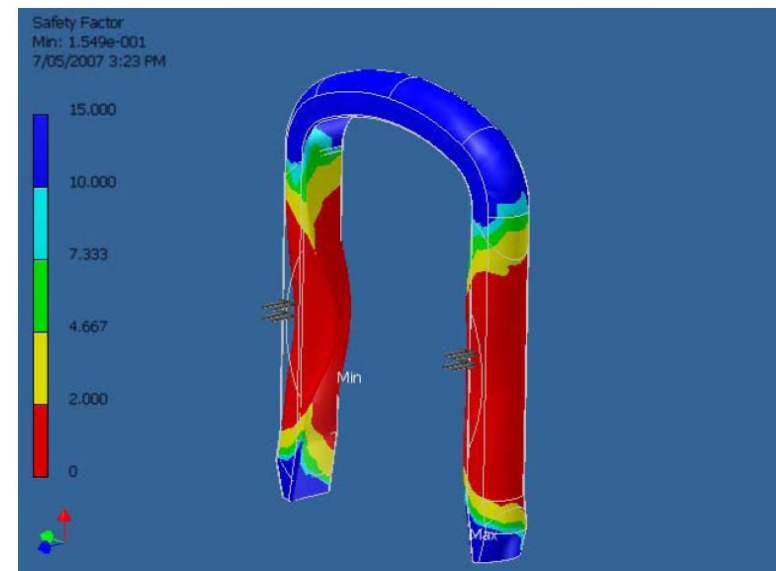 Safety Factor
Min: 1.549e-001
7/05/2007 3:23 PM
15.000
10.000
7.333
4.667
2.000
0
Min
Max